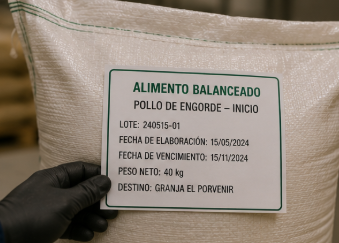 ALIMENTO BALANCEADO
POLLO DE ENGORDE – INICIO
LOTE: 240515-01
FECHA DE ELABORACIÓN: 15/05/2024
FECHA DE VENCIMIENTO: 15/11/2024
PESO NETO: 40 kg
DESTINO: GRANJA EL PORVENIR